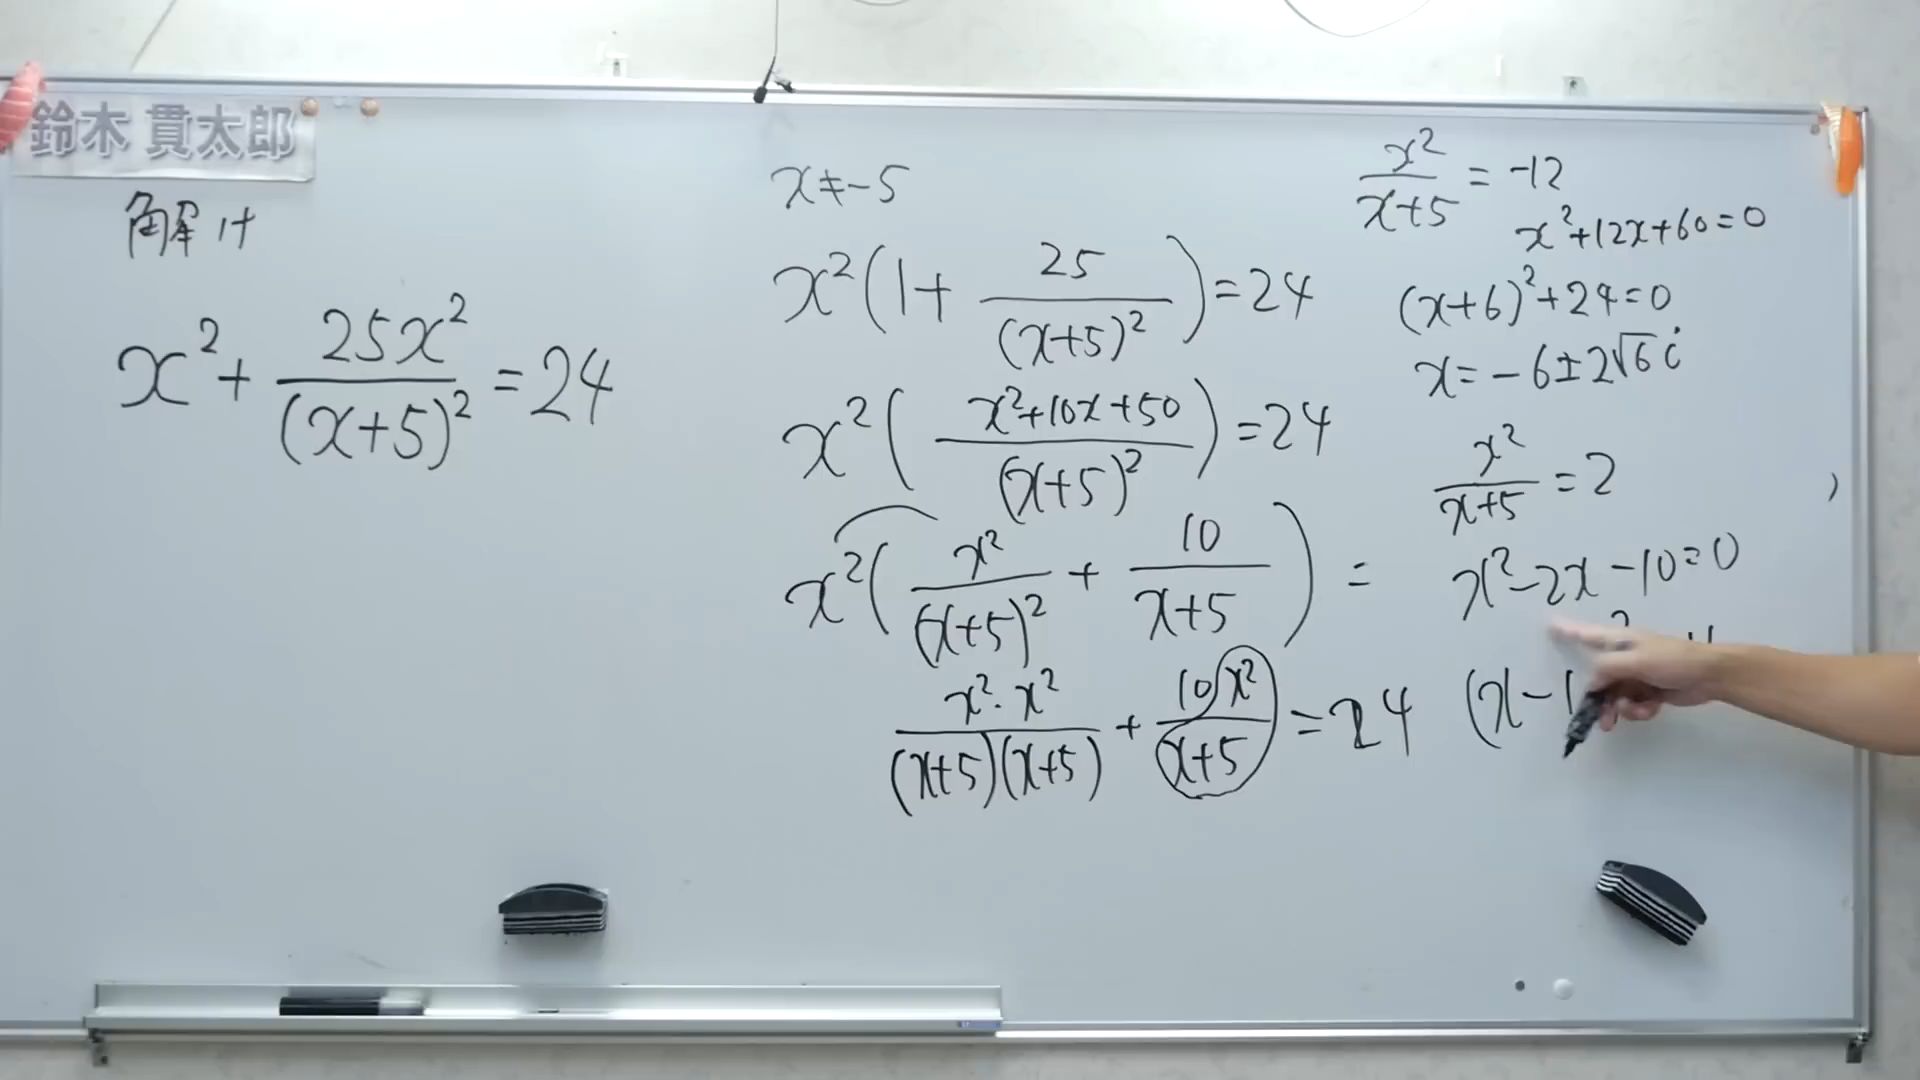 鈴木 貫太郎
解け
x² + 25x²/(x+5)² = 24
x ≠ -5
x²(1 + 25/(x+5)²) = 24
x²((x²+10x+50)/(x+5)²) = 24
x²(x²/(x+5)² + 10/(x+5)) =
x²·x²/((x+5)(x+5)) + 10x²/(x+5) = 24
x²/(x+5) = -12
x²+12x+60=0
(x+6)²+24=0
x = -6±2√6 i
x²/(x+5) = 2
x²-2x-10=0
(x-1